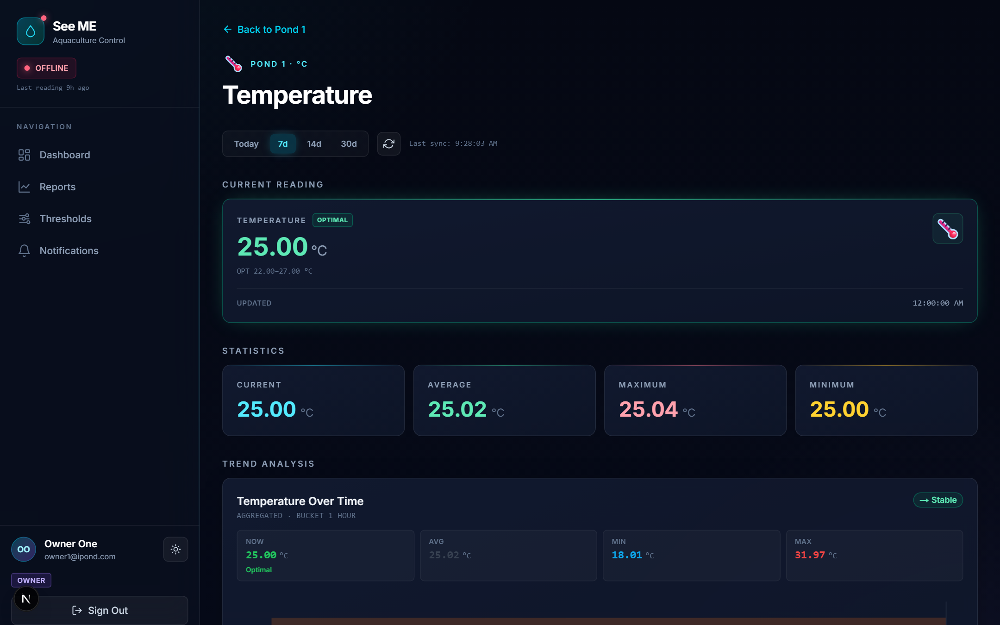 See ME
Aquaculture Control
OFFLINE
Last reading 9h ago
NAVIGATION
Dashboard
Reports
Thresholds
Notifications
Owner One
OO
owner1@ipond.com
OWNER
N
Sign Out
← Back to Pond 1
POND 1 · °C
Temperature
Today 7d 14d 30d
Last sync: 9:28:03 AM
CURRENT READING
TEMPERATURE OPTIMAL
25.00 °C
OPT 22.00–27.00 °C
UPDATED 12:00:00 AM
STATISTICS
CURRENT
25.00 °C
AVERAGE
25.02 °C
MAXIMUM
25.04 °C
MINIMUM
25.00 °C
TREND ANALYSIS
Temperature Over Time
→ Stable
AGGREGATED · BUCKET 1 HOUR
NOW
25.00 °C
Optimal
AVG
25.02 °C
MIN
18.01 °C
MAX
31.97 °C